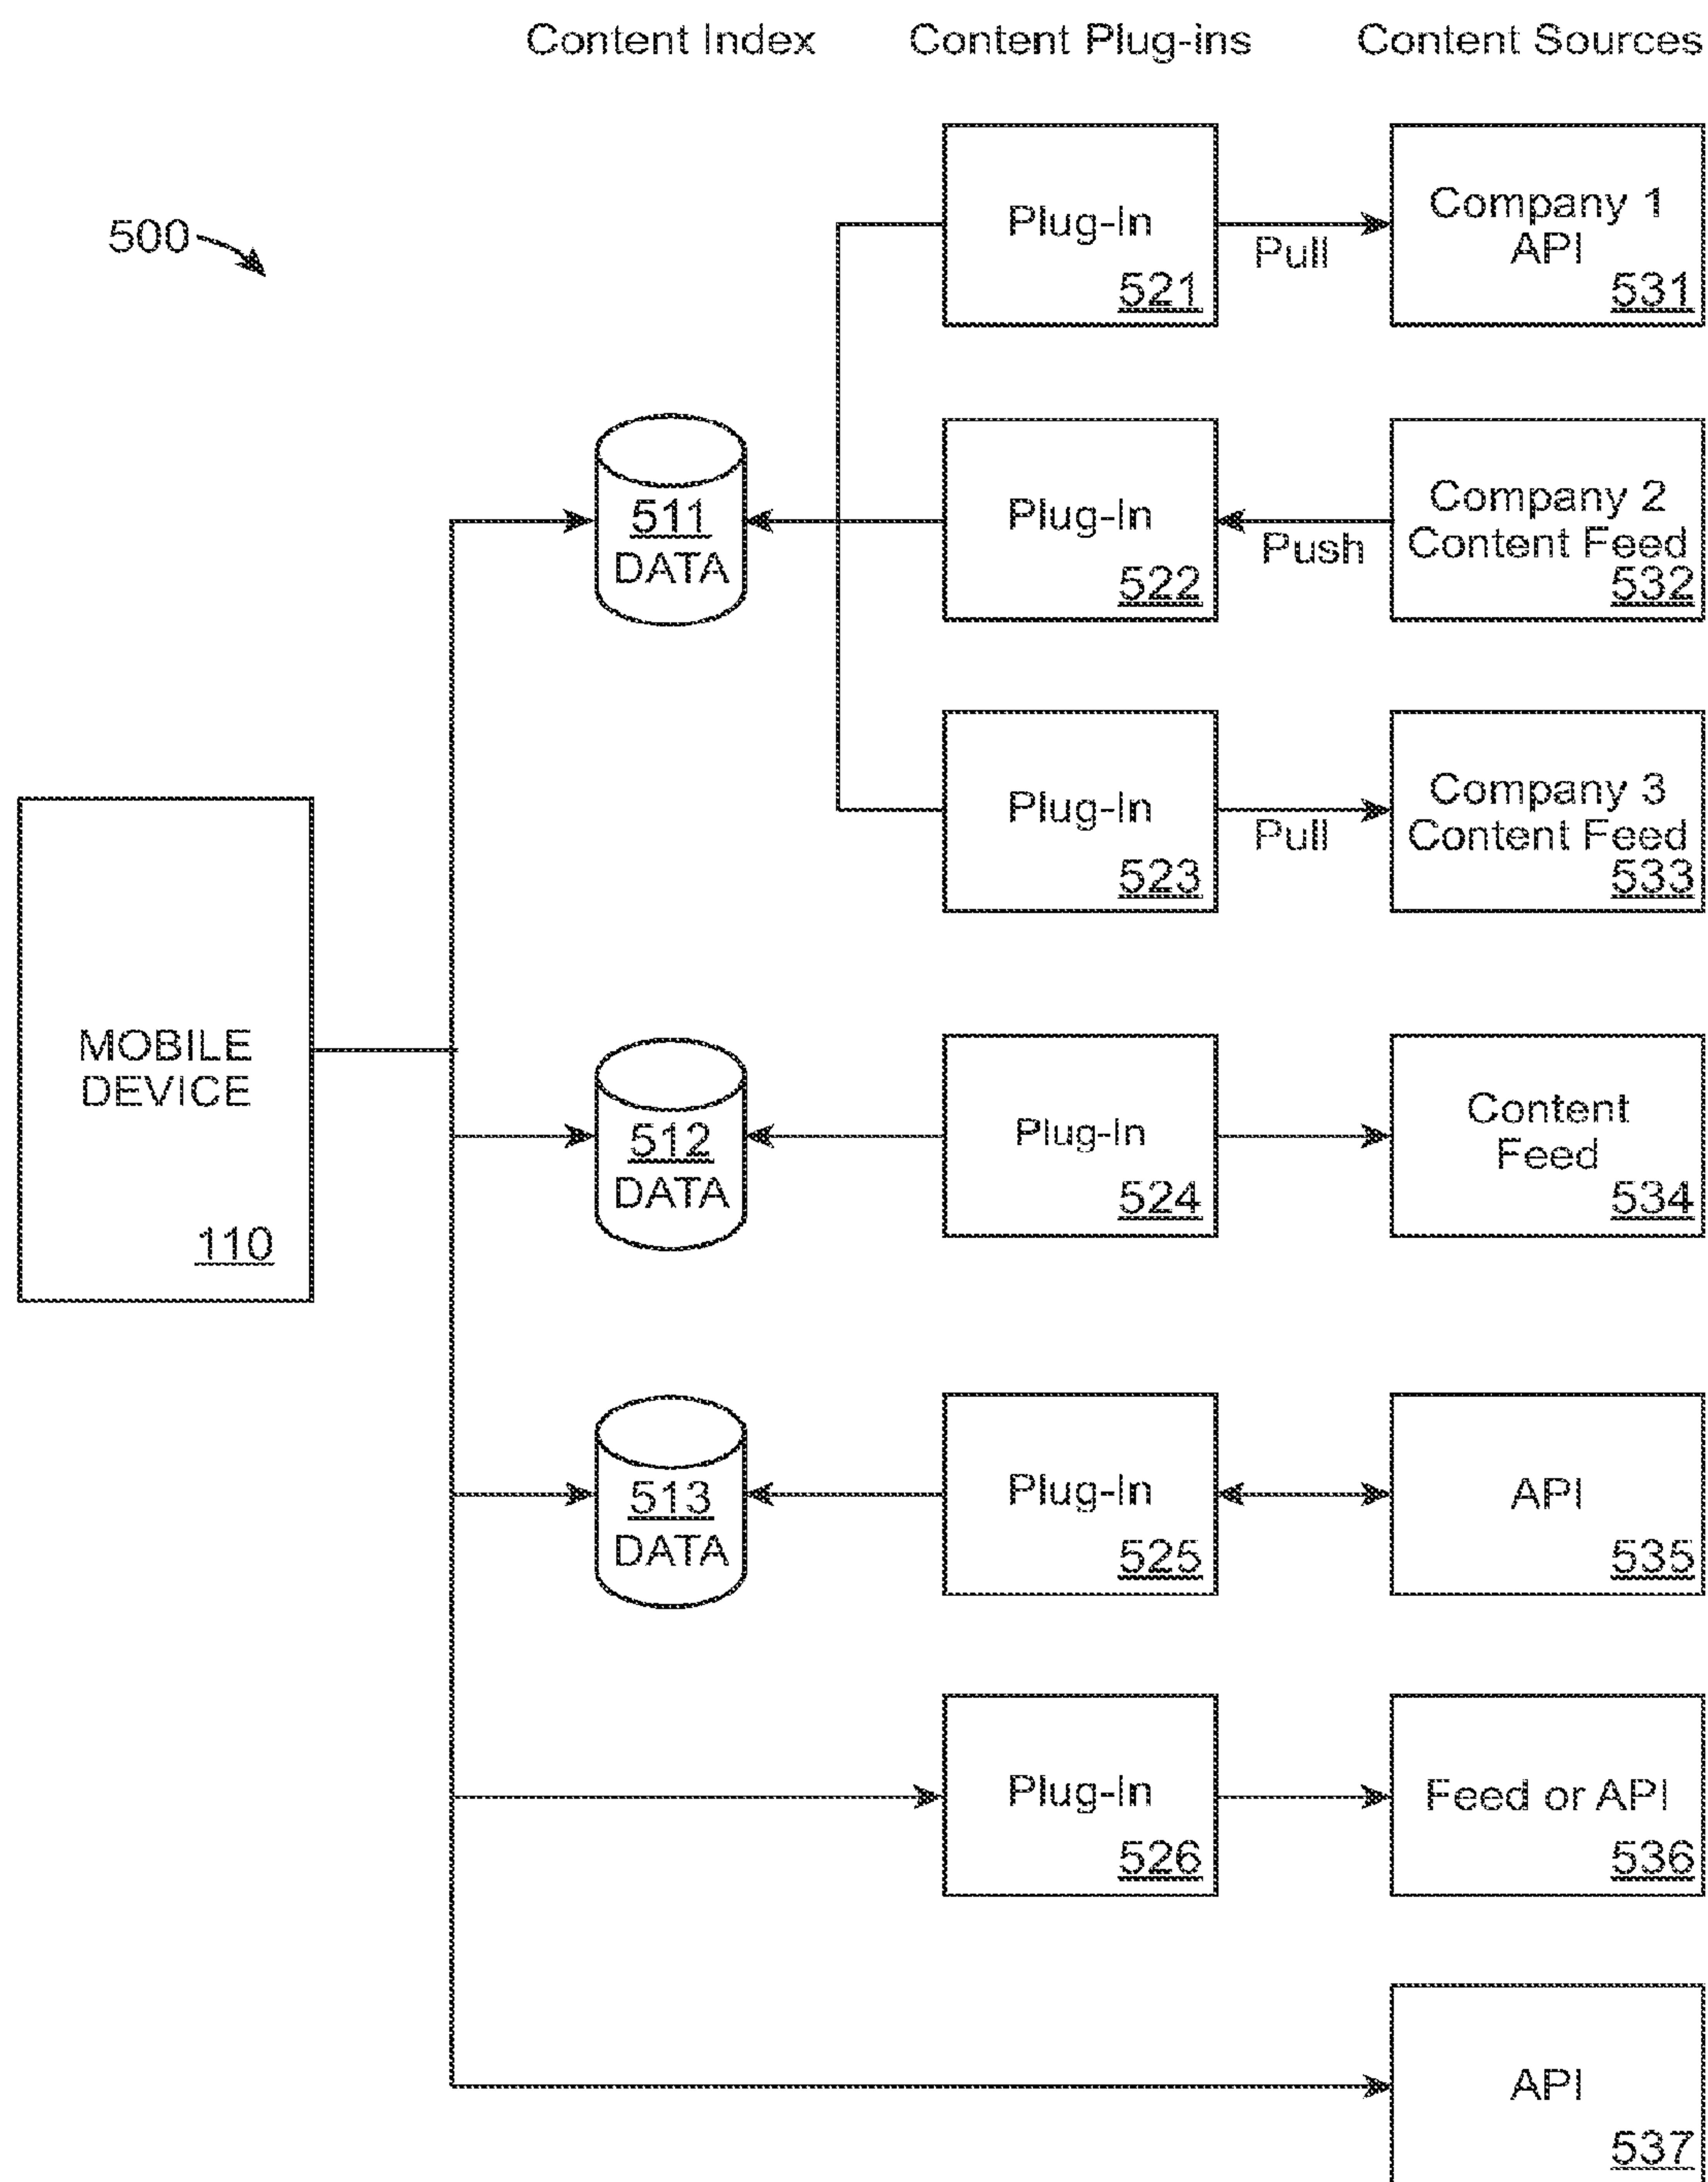 Content Index
Content Plug-ins
Content Sources
500
Plug-In
521
Pull
Company 1
API
531
511
DATA
Plug-In
522
Push
Company 2
Content Feed
532
Plug-In
523
Pull
Company 3
Content Feed
533
MOBILE
DEVICE
110
512
DATA
Plug-In
524
Content
Feed
534
513
DATA
Plug-In
525
API
535
Plug-In
526
Feed or API
536
API
537